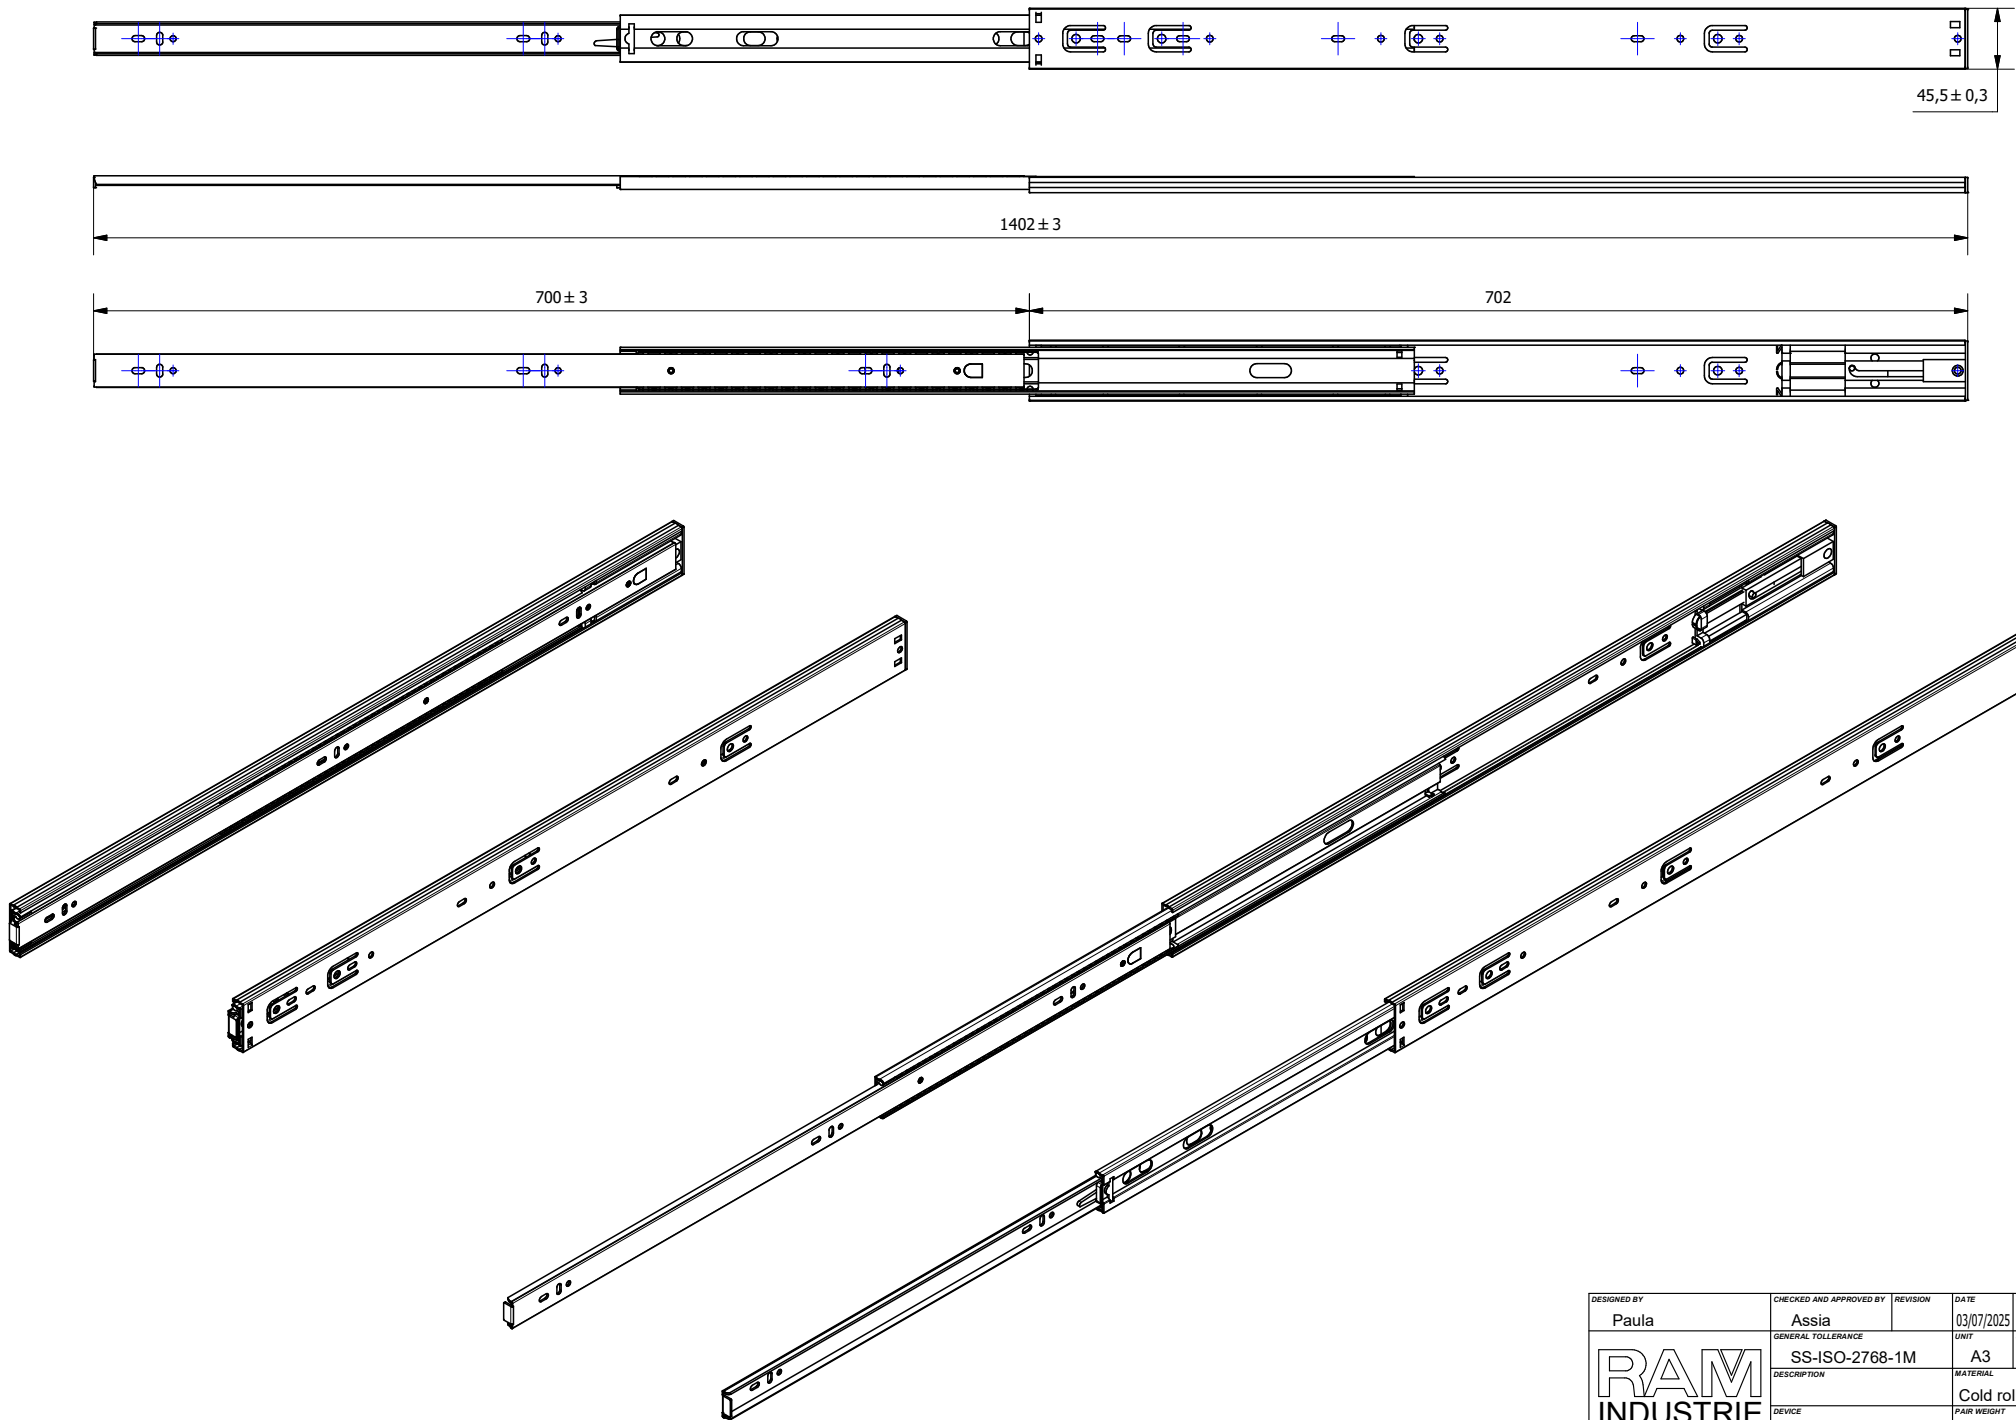 45,5±0,3
1402±3
700±3
702
DESIGNED BY
Paula
CHECKED AND APPROVED BY
Assia
REVISION
DATE
03/07/2025
GENERAL TOLLERANCE
SS-ISO-2768-1M
UNIT
A3
DESCRIPTION
MATERIAL
Cold rol
RAM
INDUSTRIE
DEVICE
PAIR WEIGHT